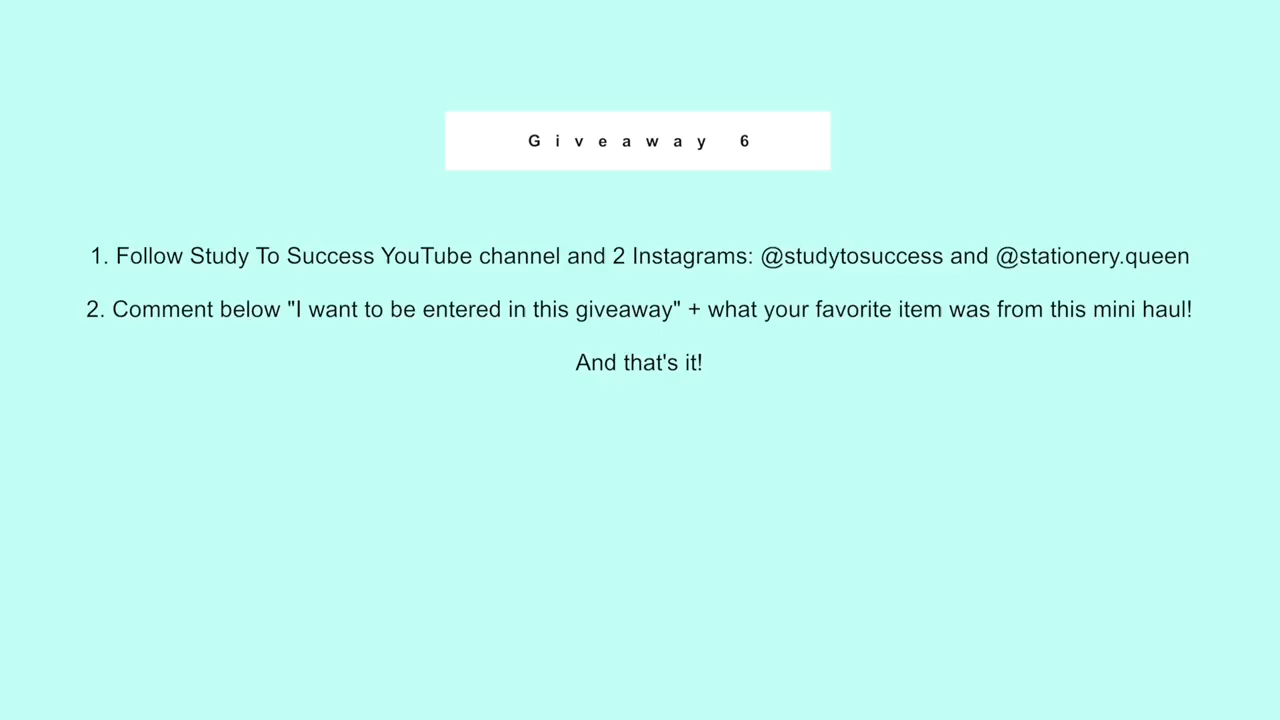 Giveaway 6
1. Follow Study To Success YouTube channel and 2 Instagrams: @studytosuccess and @stationery.queen
2. Comment below "I want to be entered in this giveaway" + what your favorite item was from this mini haul!
And that's it!